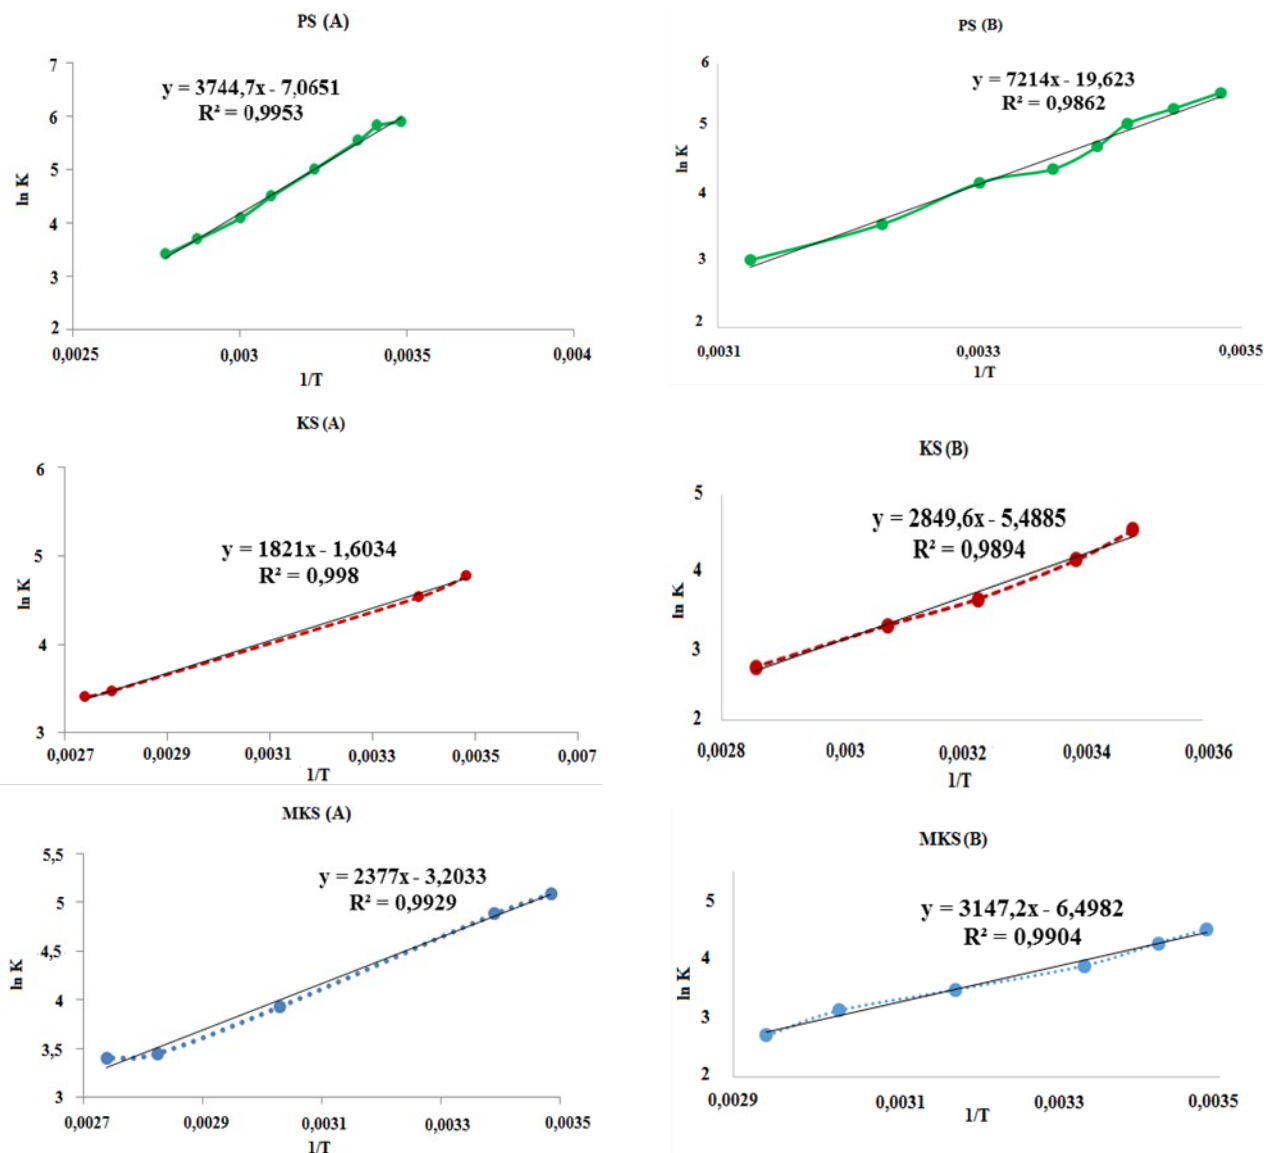 PS (A)
7
6
5
4
3
2
ln K
y = 3744,7x - 7,0651
R² = 0,9953
0,0025
0,003
0,0035
0,004
1/T
PS (B)
6
5
4
3
2
ln K
y = 7214x - 19,623
R² = 0,9862
0,0031
0,0033
0,0035
1/T
KS (A)
6
5
4
3
ln K
y = 1821x - 1,6034
R² = 0,998
0,0027
0,0029
0,0031
0,0033
0,0035
0,007
1/T
KS (B)
5
4
3
2
ln K
y = 2849,6x - 5,4885
R² = 0,9894
0,0028
0,003
0,0032
0,0034
0,0036
1/T
MKS (A)
5,5
5
4,5
4
3,5
3
ln K
y = 2377x - 3,2033
R² = 0,9929
0,0027
0,0029
0,0031
0,0033
0,0035
1/T
MKS (B)
5
4
3
2
ln K
y = 3147,2x - 6,4982
R² = 0,9904
0,0029
0,0031
0,0033
0,0035
1/T